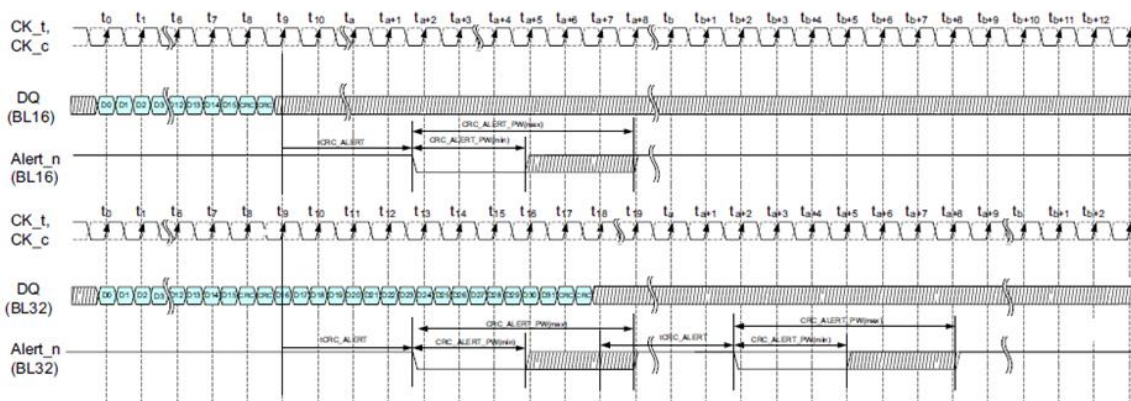 t0 t1 t6 t7 t8 t9 t10 ta ta+1 ta+2 ta+3 ta+4 ta+5 ta+6 ta+7 ta+8 tb tb+1 tb+2 tb+3 tb+4 tb+5 tb+6 tb+7 tb+8 tb+9 tb+10 tb+11 tb+12
CK_t,
CK_c
DQ
(BL16)
D0 D1 D2 D3 D12 D13 D14 D15 CRC CRC
CRC_ALERT_PW(max)
tCRC_ALERT CRC_ALERT_PW(min)
Alert_n
(BL16)
t0 t1 t6 t7 t8 t9 t10 t11 t12 t13 t14 t15 t16 t17 t18 t19 ta ta+1 ta+2 ta+3 ta+4 ta+5 ta+6 ta+7 ta+8 ta+9 tb tb+1 tb+2
CK_t,
CK_c
DQ
(BL32)
D0 D1 D2 D3 D12 D13 D14 D15 CRC CRC D16 D17 D18 D19 D20 D21 D22 D23 D24 D25 D26 D27 D28 D29 D30 D31 CRC CRC
CRC_ALERT_PW(max) CRC_ALERT_PW(max)
tCRC_ALERT CRC_ALERT_PW(min) tCRC_ALERT CRC_ALERT_PW(min)
Alert_n
(BL32)